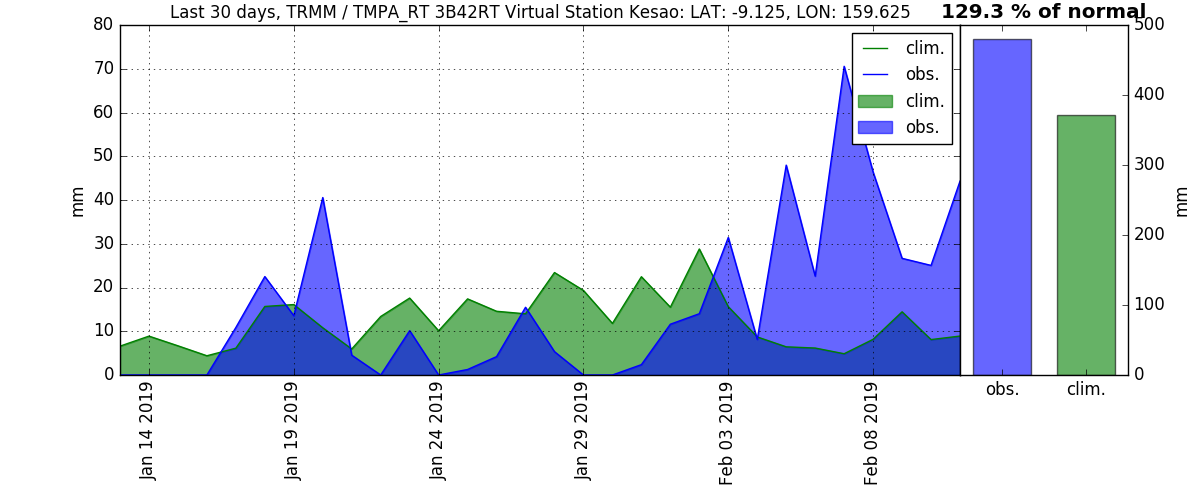 Last 30 days, TRMM / TMPA_RT 3B42RT Virtual Station Kesao: LAT: -9.125, LON: 159.625
129.3 % of normal
80
70
60
50
40
30
20
10
0
mm
clim.
obs.
clim.
obs.
Jan 14 2019
Jan 19 2019
Jan 24 2019
Jan 29 2019
Feb 03 2019
Feb 08 2019
500
400
300
200
100
0
mm
obs.
clim.